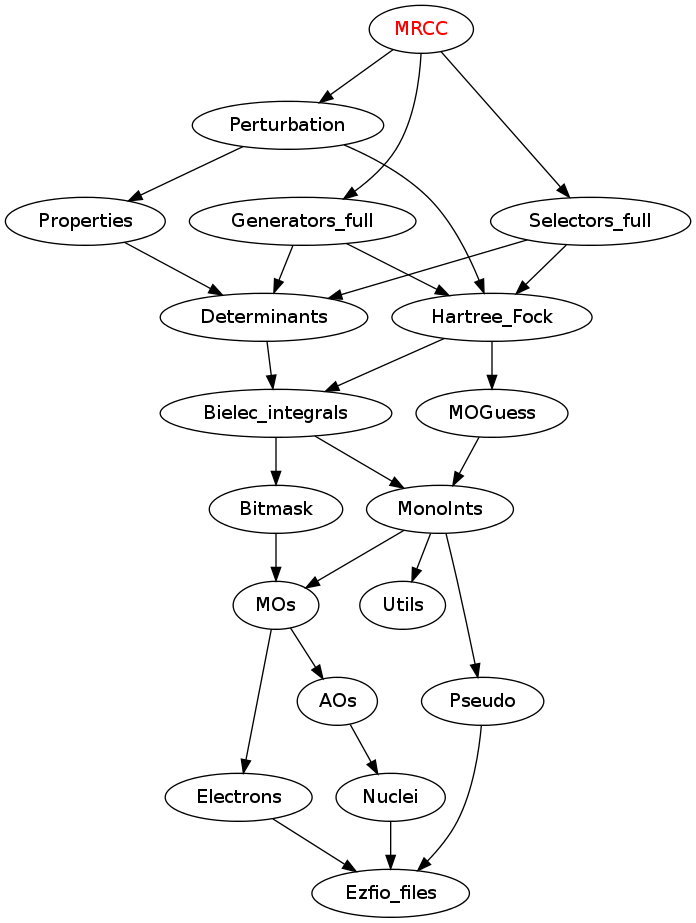 MRCC
Perturbation
Properties
Generators_full
Selectors_full
Determinants
Hartree_Fock
Bielec_integrals
MOGuess
Bitmask
MonoInts
MOs
Utils
AOs
Pseudo
Electrons
Nuclei
Ezfio_files